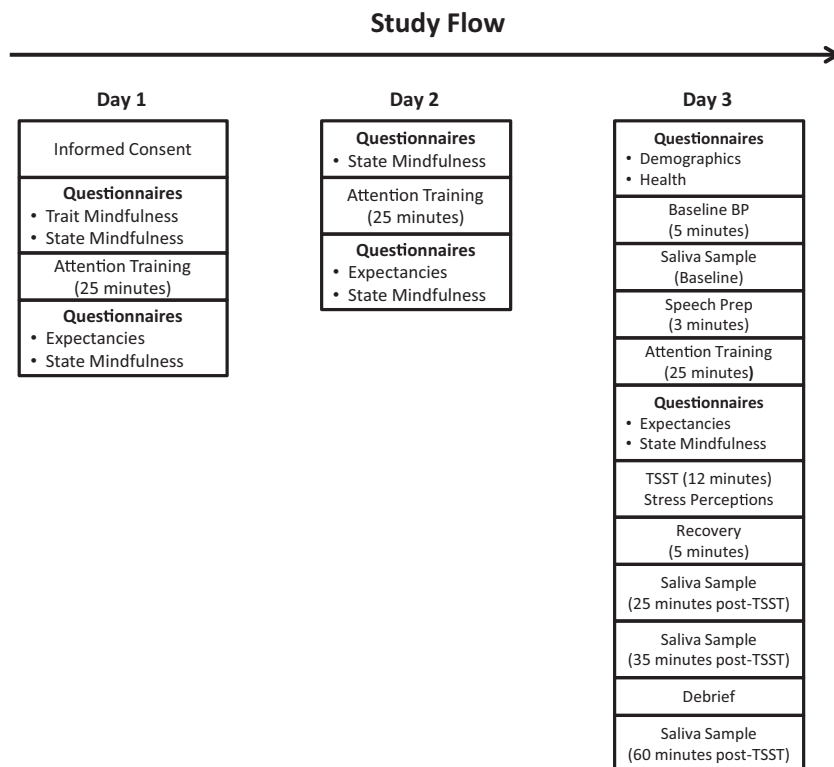 Study Flow
Day 1
Informed Consent
Questionnaires
• Trait Mindfulness
• State Mindfulness
Attention Training
(25 minutes)
Questionnaires
• Expectancies
• State Mindfulness
Day 2
Questionnaires
• State Mindfulness
Attention Training
(25 minutes)
Questionnaires
• Expectancies
• State Mindfulness
Day 3
Questionnaires
• Demographics
• Health
Baseline BP
(5 minutes)
Saliva Sample
(Baseline)
Speech Prep
(3 minutes)
Attention Training
(25 minutes)
Questionnaires
• Expectancies
• State Mindfulness
TSST (12 minutes)
Stress Perceptions
Recovery
(5 minutes)
Saliva Sample
(25 minutes post-TSST)
Saliva Sample
(35 minutes post-TSST)
Debrief
Saliva Sample
(60 minutes post-TSST)